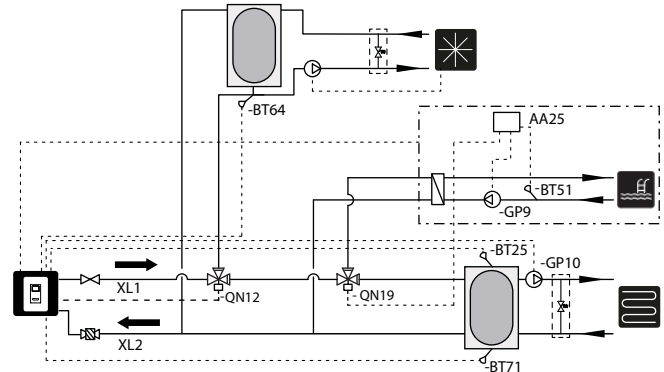 -BT64
AA25
-BT51
-GP9
-BT25
-GP10
XL1
-QN12
- QN19
XL2
-BT71